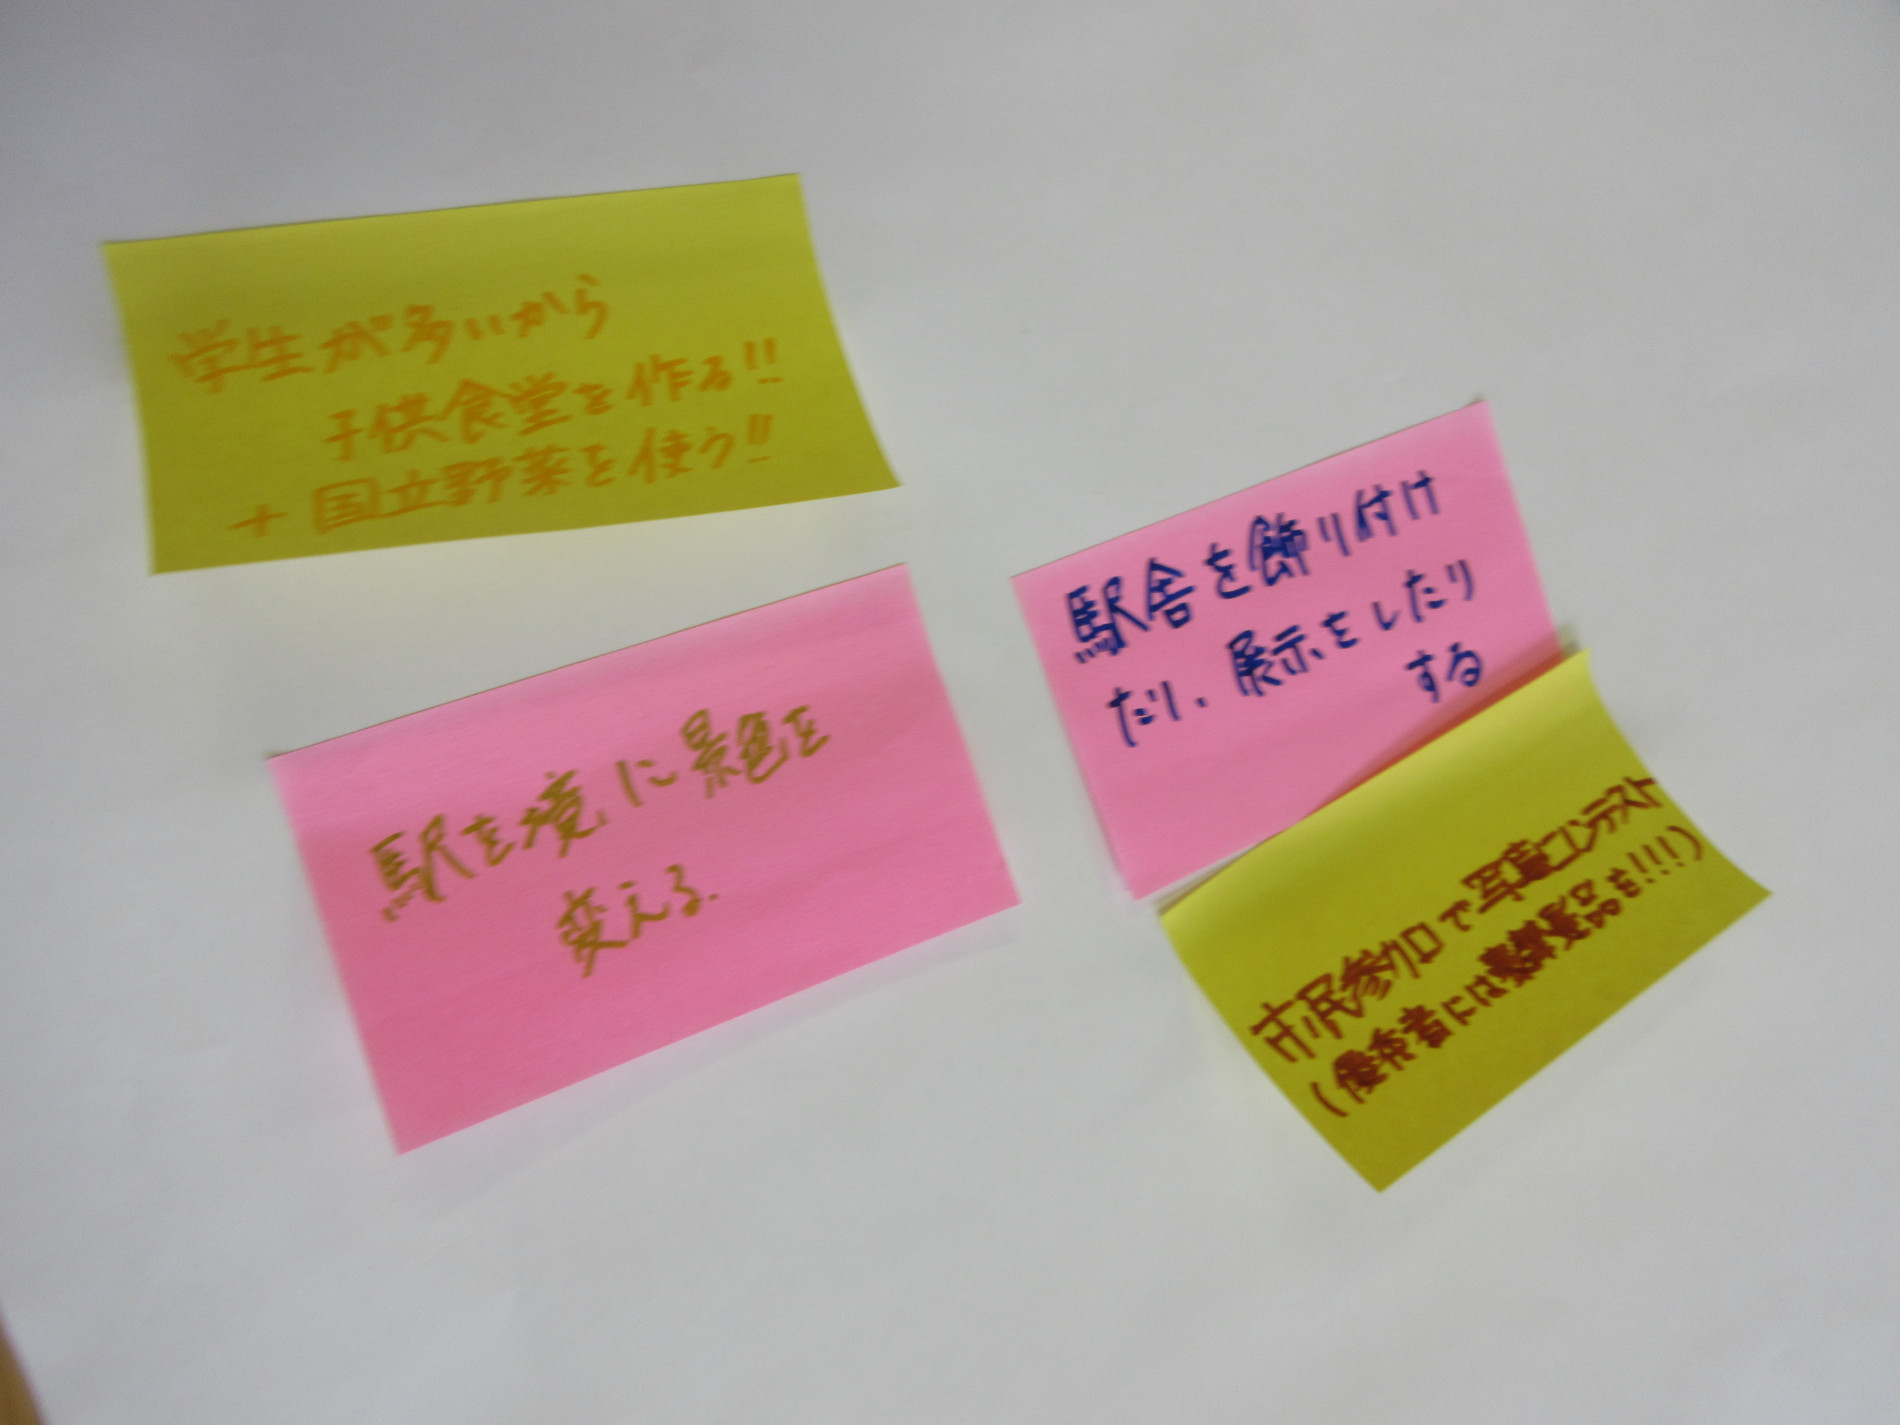 学生が多いから
子供食堂を作る!!
+ 国立野菜を使う!!
駅を境に景色を
変える.
駅舎を飾り付け
たり、展示をしたり
する
市民参加で写真コンテスト
(優秀者には豪華景品を!!!)